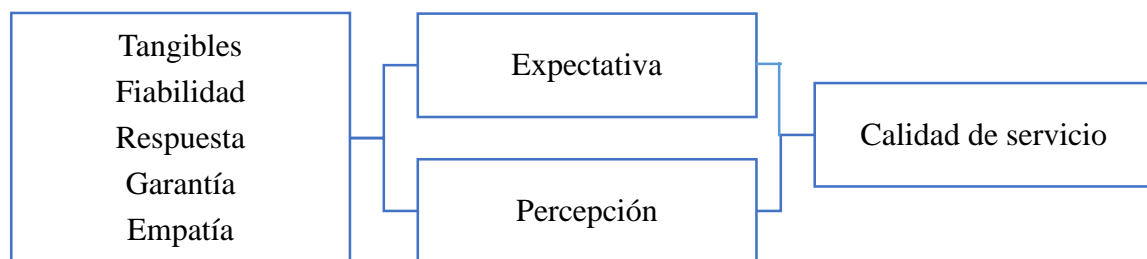 Tangibles
Fiabilidad
Respuesta
Garantía
Empatía
Expectativa
Percepción
Calidad de servicio